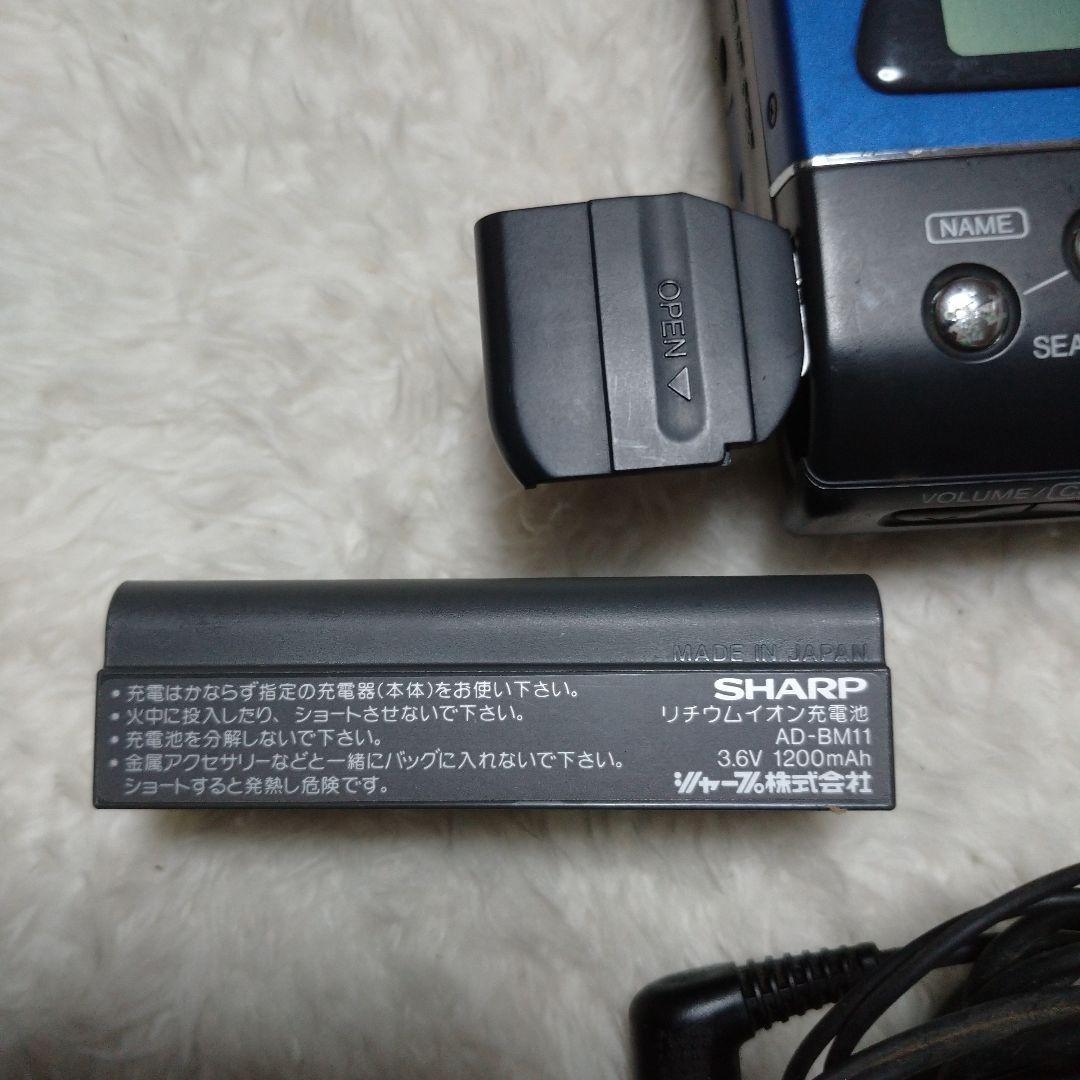 NAME
OPEN
VOLUME/
MADE IN JAPAN
・充電はかならず指定の充電器(本体)をお使い下さい。
・火中に投入したり、ショートさせないで下さい。
・充電池を分解しないで下さい。
・金属アクセサリーなどと一緒にバッグに入れないで下さい。
ショートすると発熱し危険です。
SHARP
リチウムイオン充電池
AD-BM11
3.6V 1200mAh
シャープ株式会社